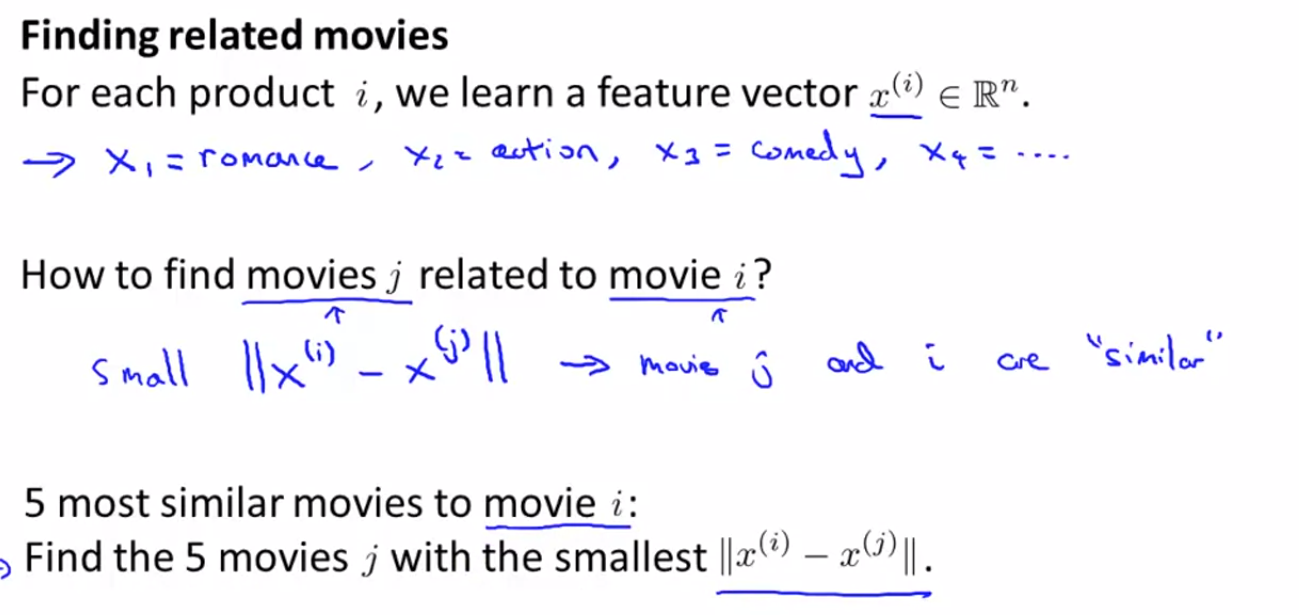 Finding related movies
For each product i, we learn a feature vector x⁽ⁱ⁾ ∈ ℝⁿ.
→ x₁ = romance, x₂ = action, x₃ = comedy, x₄ = ....
How to find movies j related to movie i?
small ‖x⁽ⁱ⁾ − x⁽ʲ⁾‖ → movie j and i are "similar"
5 most similar movies to movie i:
Find the 5 movies j with the smallest ‖x⁽ⁱ⁾ − x⁽ʲ⁾‖.